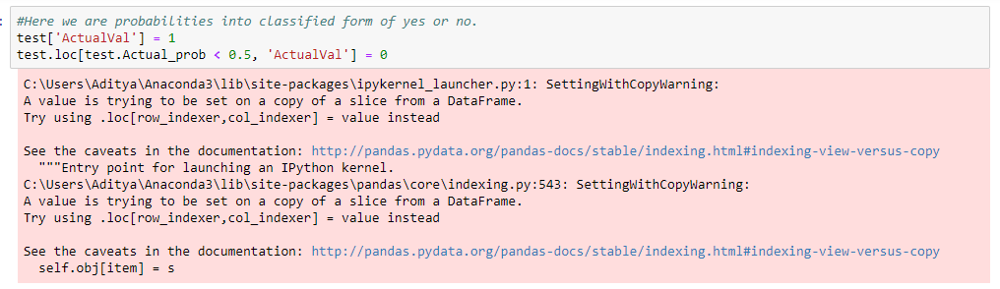 #Here we are probabilities into classified form of yes or no.
test['ActualVal'] = 1
test.loc[test.Actual_prob < 0.5, 'ActualVal'] = 0
C:\Users\Aditya\Anaconda3\lib\site-packages\ipykernel_launcher.py:1: SettingWithCopyWarning:
A value is trying to be set on a copy of a slice from a DataFrame.
Try using .loc[row_indexer,col_indexer] = value instead
See the caveats in the documentation: http://pandas.pydata.org/pandas-docs/stable/indexing.html#indexing-view-versus-copy
"""Entry point for launching an IPython kernel.
C:\Users\Aditya\Anaconda3\lib\site-packages\pandas\core\indexing.py:543: SettingWithCopyWarning:
A value is trying to be set on a copy of a slice from a DataFrame.
Try using .loc[row_indexer,col_indexer] = value instead
See the caveats in the documentation: http://pandas.pydata.org/pandas-docs/stable/indexing.html#indexing-view-versus-copy
self.obj[item] = s